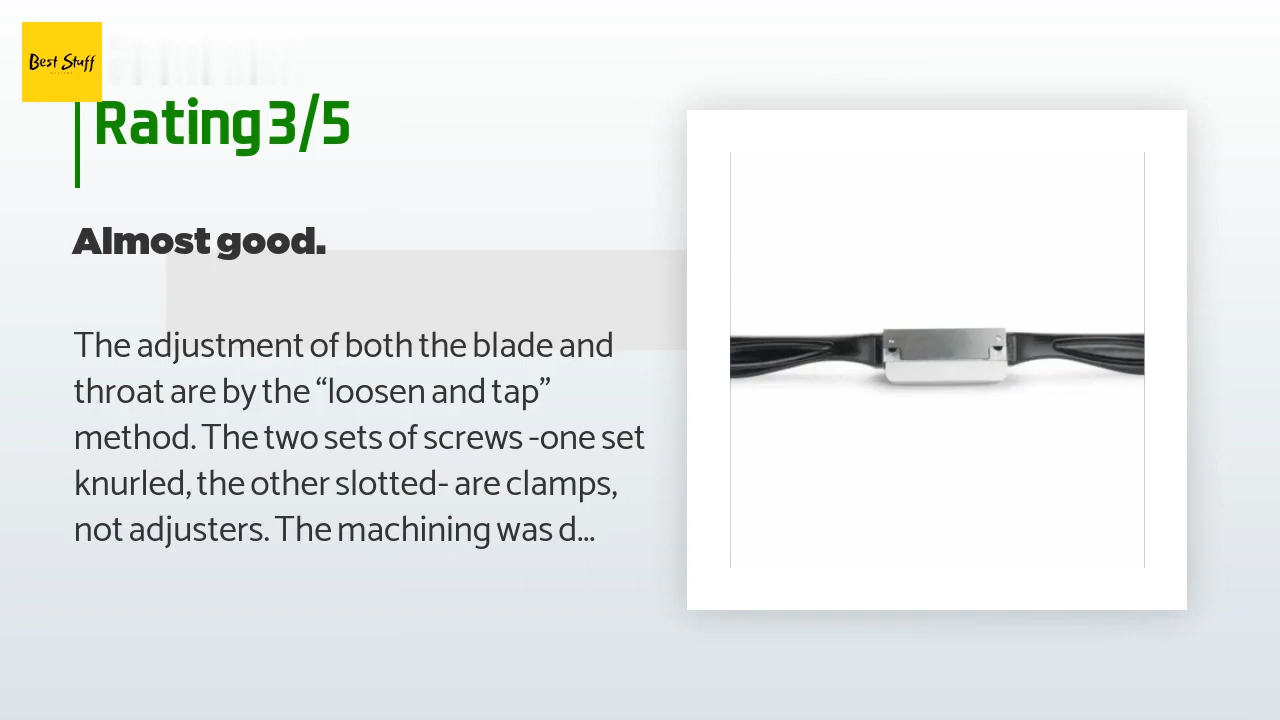 Best Stuff
Rating 3/5
Almost good.
The adjustment of both the blade and
throat are by the “loosen and tap”
method. The two sets of screws -one set
knurled, the other slotted- are clamps,
not adjusters. The machining was d...